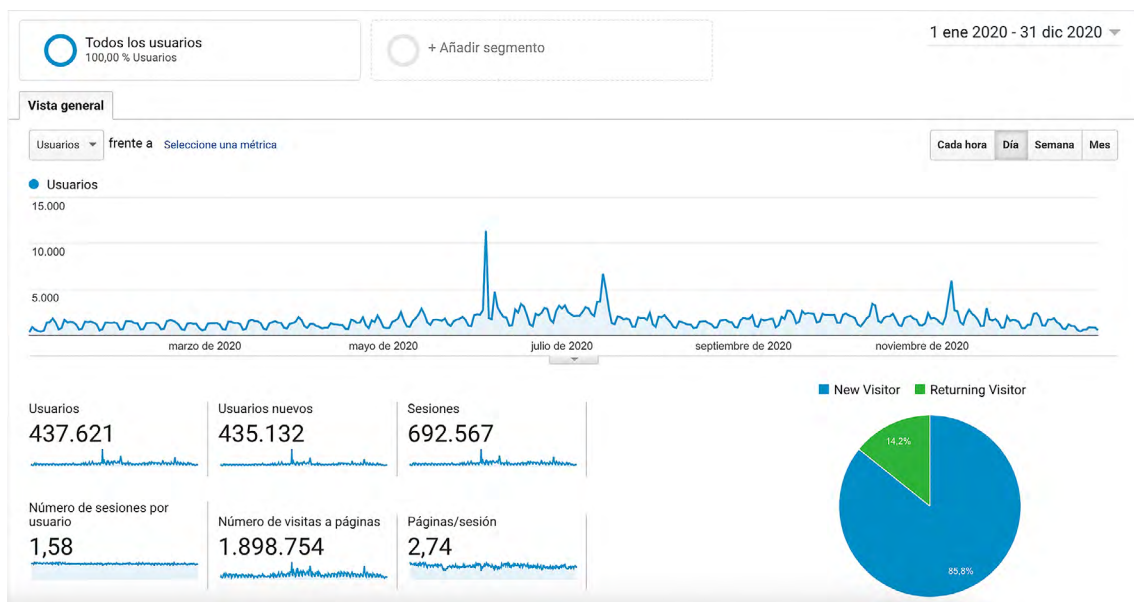 Todos los usuarios
100,00 % Usuarios
+ Añadir segmento
1 ene 2020 - 31 dic 2020
Vista general
Usuarios frente a Seleccione una métrica
Cada hora Día Semana Mes
Usuarios
15.000
10.000
5.000
marzo de 2020 mayo de 2020 julio de 2020 septiembre de 2020 noviembre de 2020
New Visitor Returning Visitor
Usuarios Usuarios nuevos Sesiones
437.621 435.132 692.567
14,2%
Número de sesiones por
usuario
Número de visitas a páginas Páginas/sesión
1,58 1.898.754 2,74
85,8%